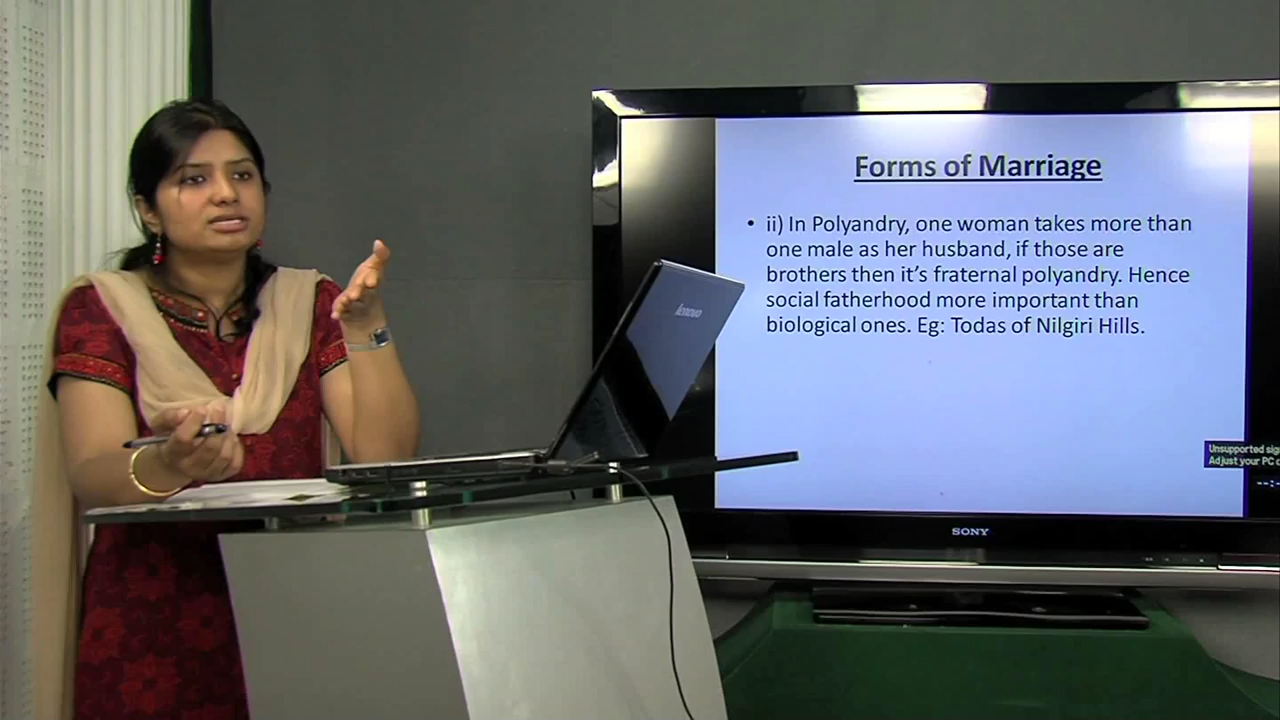 Forms of Marriage
• ii) In Polyandry, one woman takes more than
one male as her husband, if those are
brothers then it's fraternal polyandry. Hence
social fatherhood more important than
biological ones. Eg: Todas of Nilgiri Hills.
lenovo
Unsupported
Adjust your PC
--:-
SONY